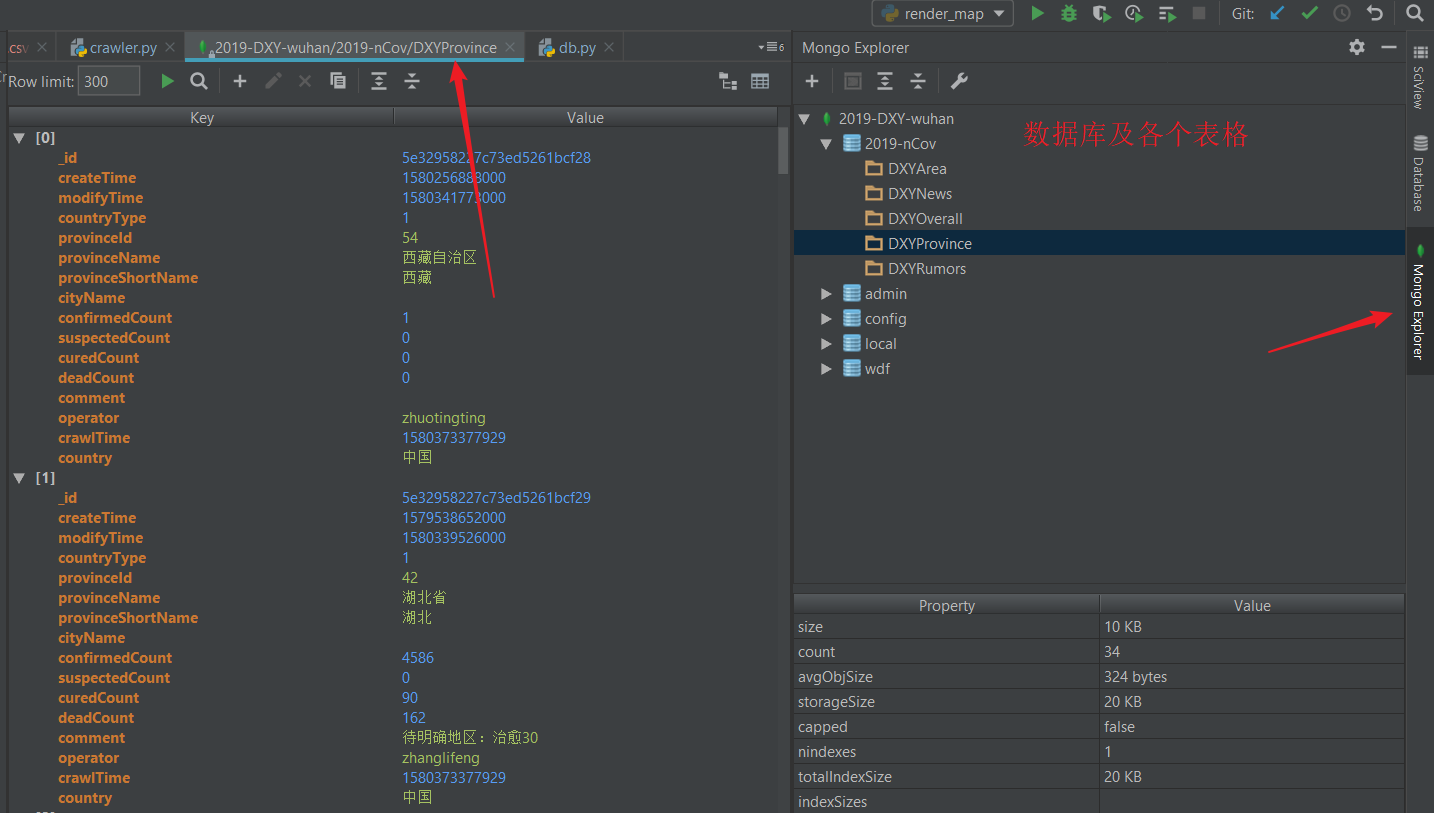 render_map
Git:
.csv
crawler.py
2019-DXY-wuhan/2019-nCov/DXYProvince
db.py
6
Mongo Explorer
Row limit: 300
Key Value
[0]
_id 5e32958227c73ed5261bcf28
createTime 1580256888000
modifyTime 1580341773000
countryType 1
provinceId 54
provinceName 西藏自治区
provinceShortName 西藏
cityName
confirmedCount 1
suspectedCount 0
curedCount 0
deadCount 0
comment
operator zhuotingting
crawlTime 1580373377929
country 中国
[1]
_id 5e32958227c73ed5261bcf29
createTime 1579538652000
modifyTime 1580339526000
countryType 1
provinceId 42
provinceName 湖北省
provinceShortName 湖北
cityName
confirmedCount 4586
suspectedCount 0
curedCount 90
deadCount 162
comment 待明确地区：治愈30
operator zhanglifeng
crawlTime 1580373377929
country 中国
2019-DXY-wuhan
数据库及各个表格
2019-nCov
DXYArea
DXYNews
DXYOverall
DXYProvince
DXYRumors
admin
config
local
wdf
Property Value
size 10 KB
count 34
avgObjSize 324 bytes
storageSize 20 KB
capped false
nindexes 1
totalIndexSize 20 KB
indexSizes
SciView
Database
Mongo Explorer